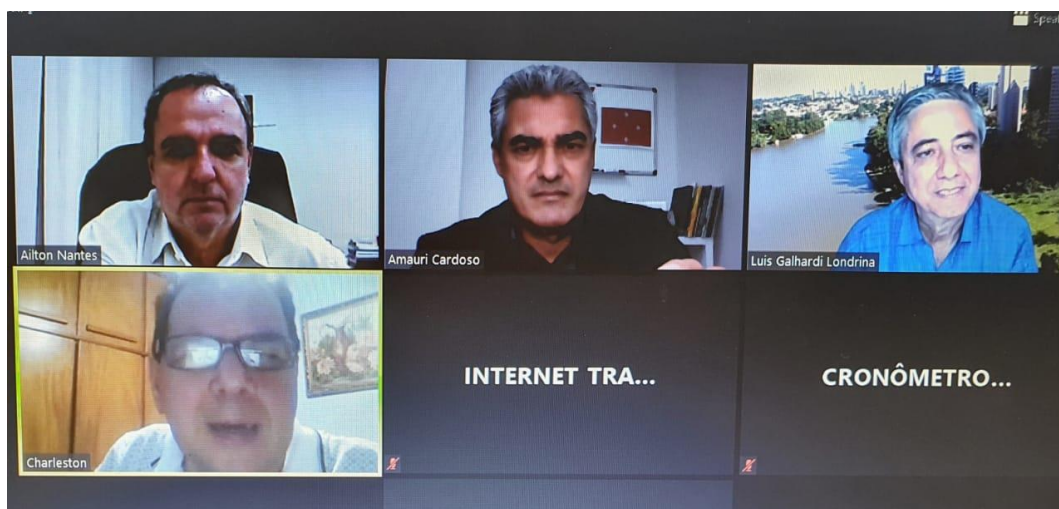 Ailton Nantes
Amauri Cardoso
Luis Galhardi Londrina
Charleston
INTERNET TRA...
CRONÔMETRO...